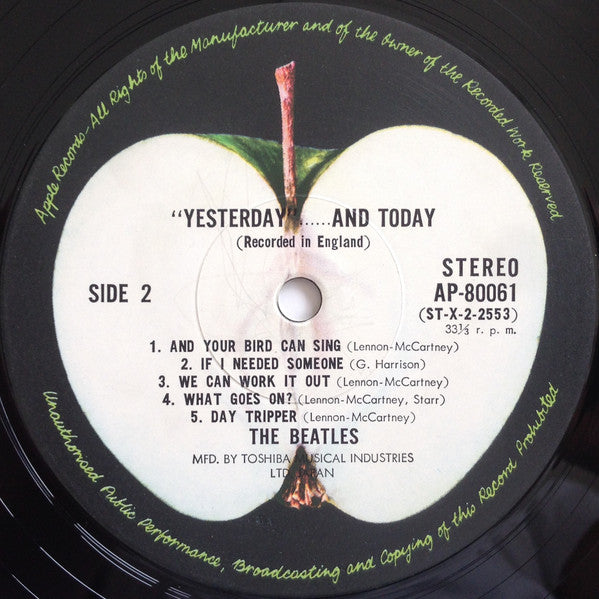 Apple Records-All Rights of the Manufacturer and of the Owner of the Recorded Work Reserved
"YESTERDAY"......AND TODAY
(Recorded in England)
SIDE 2
STEREO
AP-80061
(ST-X-2-2553)
33⅓ r. p. m.
1. AND YOUR BIRD CAN SING (Lennon-McCartney)
2. IF I NEEDED SOMEONE (G. Harrison)
3. WE CAN WORK IT OUT (Lennon-McCartney)
4. WHAT GOES ON? (Lennon-McCartney, Starr)
5. DAY TRIPPER (Lennon-McCartney)
THE BEATLES
MFD. BY TOSHIBA MUSICAL INDUSTRIES
LTD. JAPAN
Unauthorised Public Performance, Broadcasting and Copying of this Record Prohibited